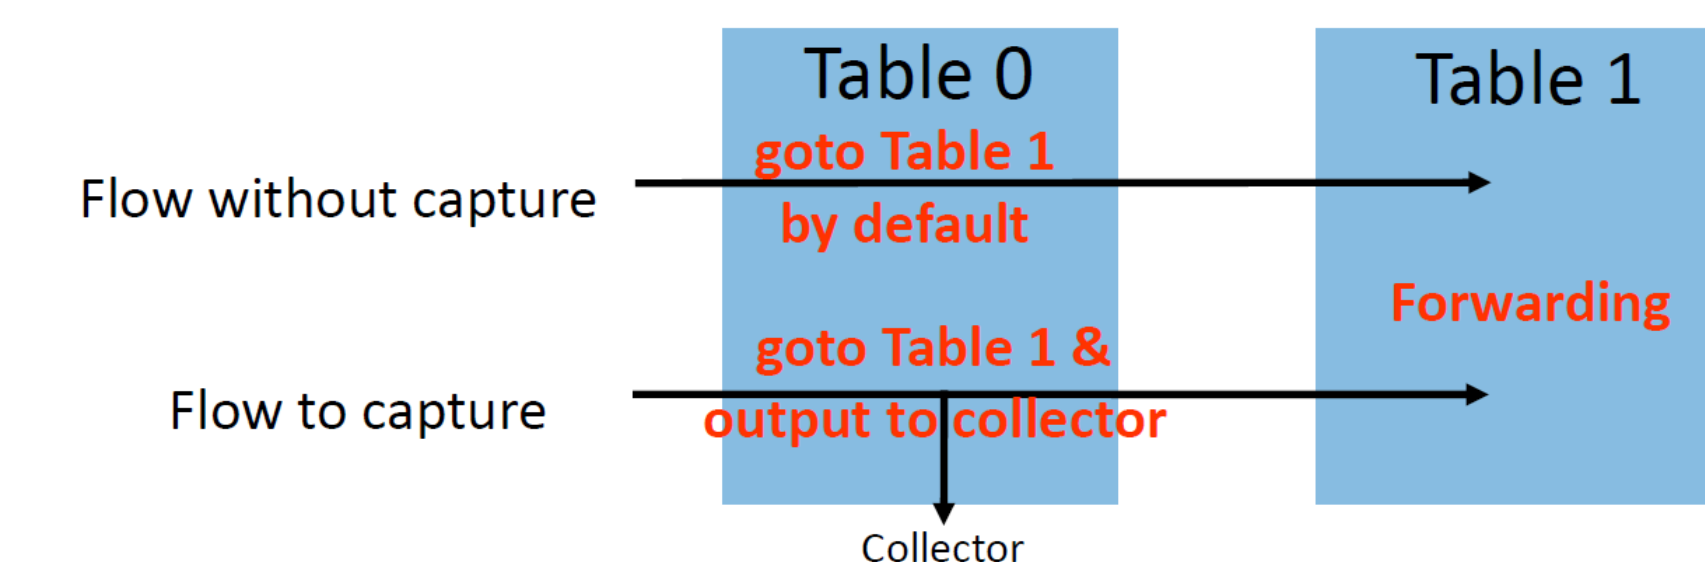 Table 0
Table 1
goto Table 1
Flow without capture
by default
Forwarding
goto Table 1 &
Flow to capture
output to collector
Collector